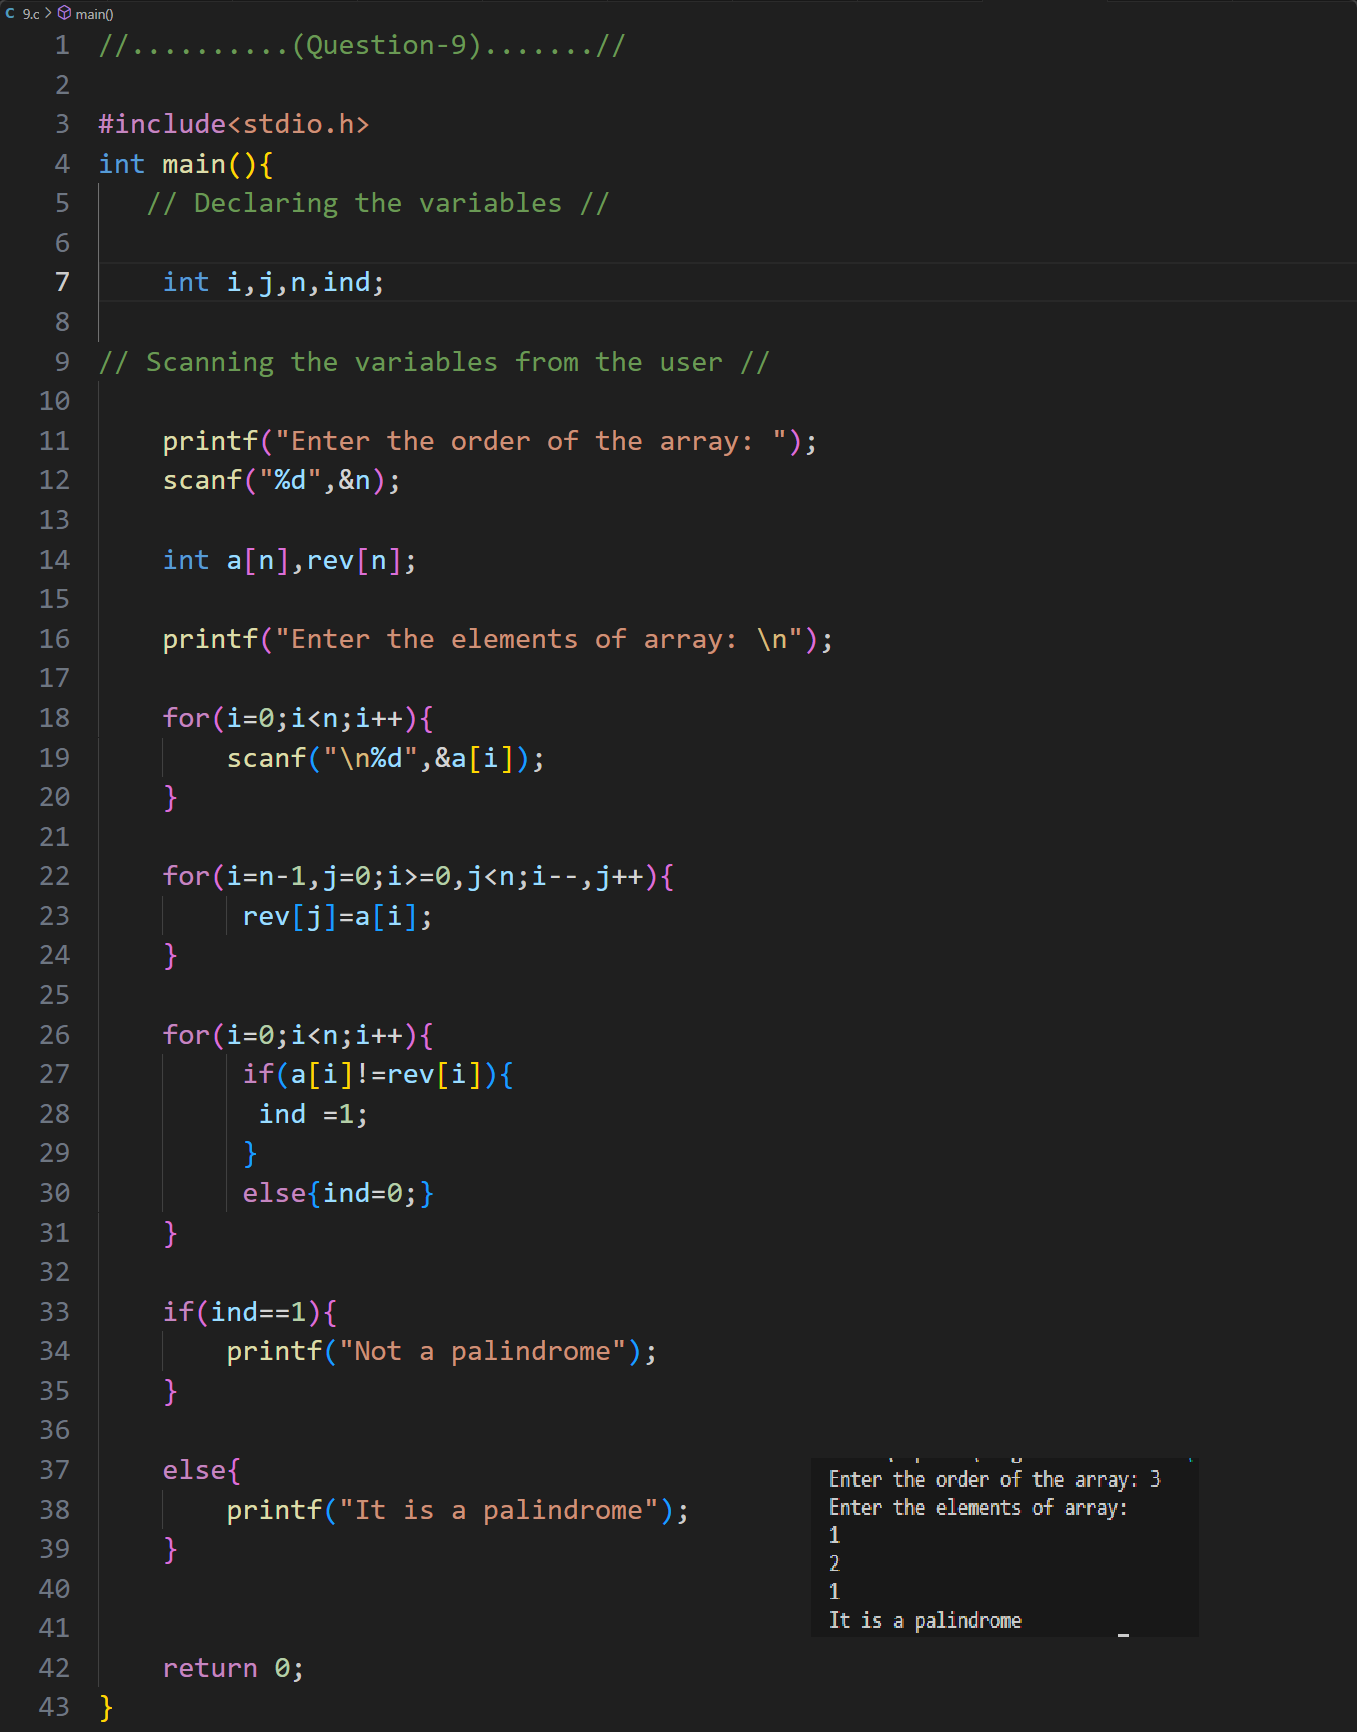 C 9.c > main()
1 //..........(Question-9).......//
2
3 #include<stdio.h>
4 int main(){
5    // Declaring the variables //
6
7     int i,j,n,ind;
8
9 // Scanning the variables from the user //
10
11     printf("Enter the order of the array: ");
12     scanf("%d",&n);
13
14     int a[n],rev[n];
15
16     printf("Enter the elements of array: \n");
17
18     for(i=0;i<n;i++){
19         scanf("\n%d",&a[i]);
20     }
21
22     for(i=n-1,j=0;i>=0,j<n;i--,j++){
23          rev[j]=a[i];
24     }
25
26     for(i=0;i<n;i++){
27          if(a[i]!=rev[i]){
28           ind =1;
29          }
30          else{ind=0;}
31     }
32
33     if(ind==1){
34         printf("Not a palindrome");
35     }
36
37     else{
38         printf("It is a palindrome");
39     }
40
41
42     return 0;
43 }
Enter the order of the array: 3
Enter the elements of array:
1
2
1
It is a palindrome